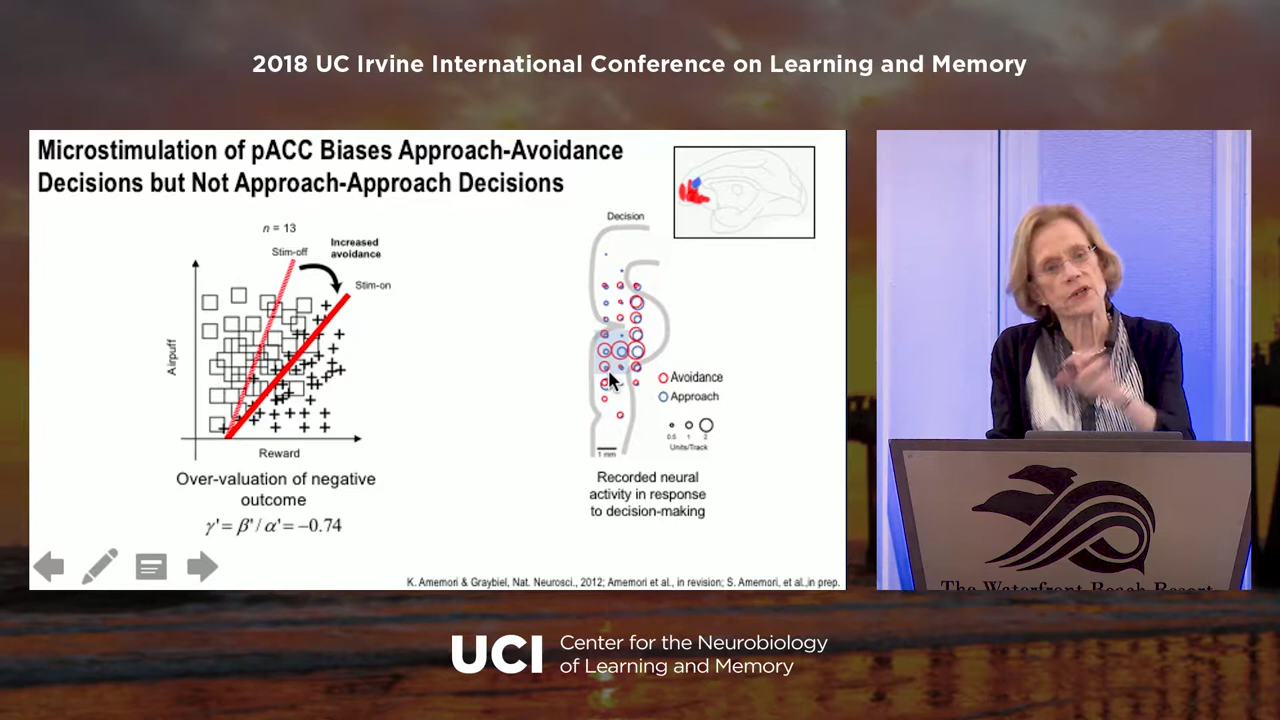 2018 UC Irvine International Conference on Learning and Memory
Microstimulation of pACC Biases Approach-Avoidance
Decisions but Not Approach-Approach Decisions
n = 13
Stim-off
Increased
avoidance
Stim-on
Airpuff
Reward
Over-valuation of negative
outcome
γ'= β'/ α'= −0.74
Decision
Avoidance
Approach
0.5 1 2
Units/Track
1 mm
Recorded neural
activity in response
to decision-making
K. Amemori & Graybiel, Nat. Neurosci., 2012; Amemori et al., in revision; S. Amemori, et al.,in prep.
The Waterfront Beach Resort
UCI Center for the Neurobiology
of Learning and Memory